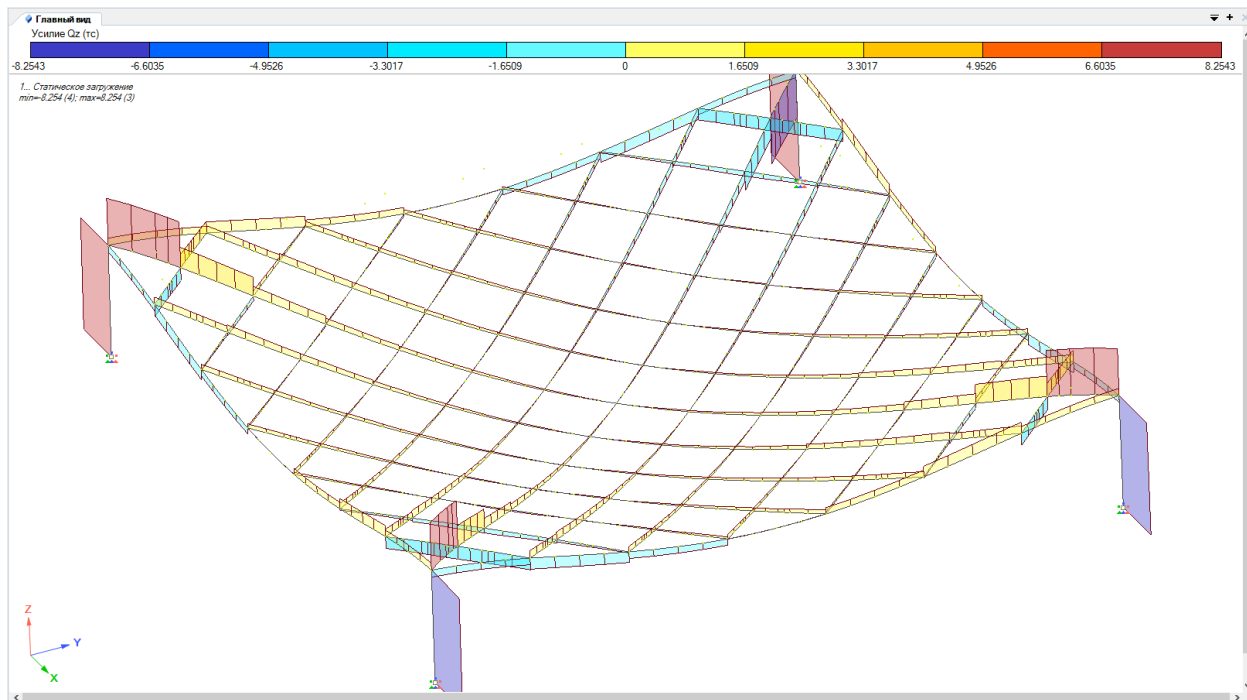 Главный вид
Усилие Qz (тс)
-8.2543 -6.6035 -4.9526 -3.3017 -1.6509 0 1.6509 3.3017 4.9526 6.6035 8.2543
1... Статическое загружение
min=-8.254 (4); max=8.254 (3)
Z
Y
X